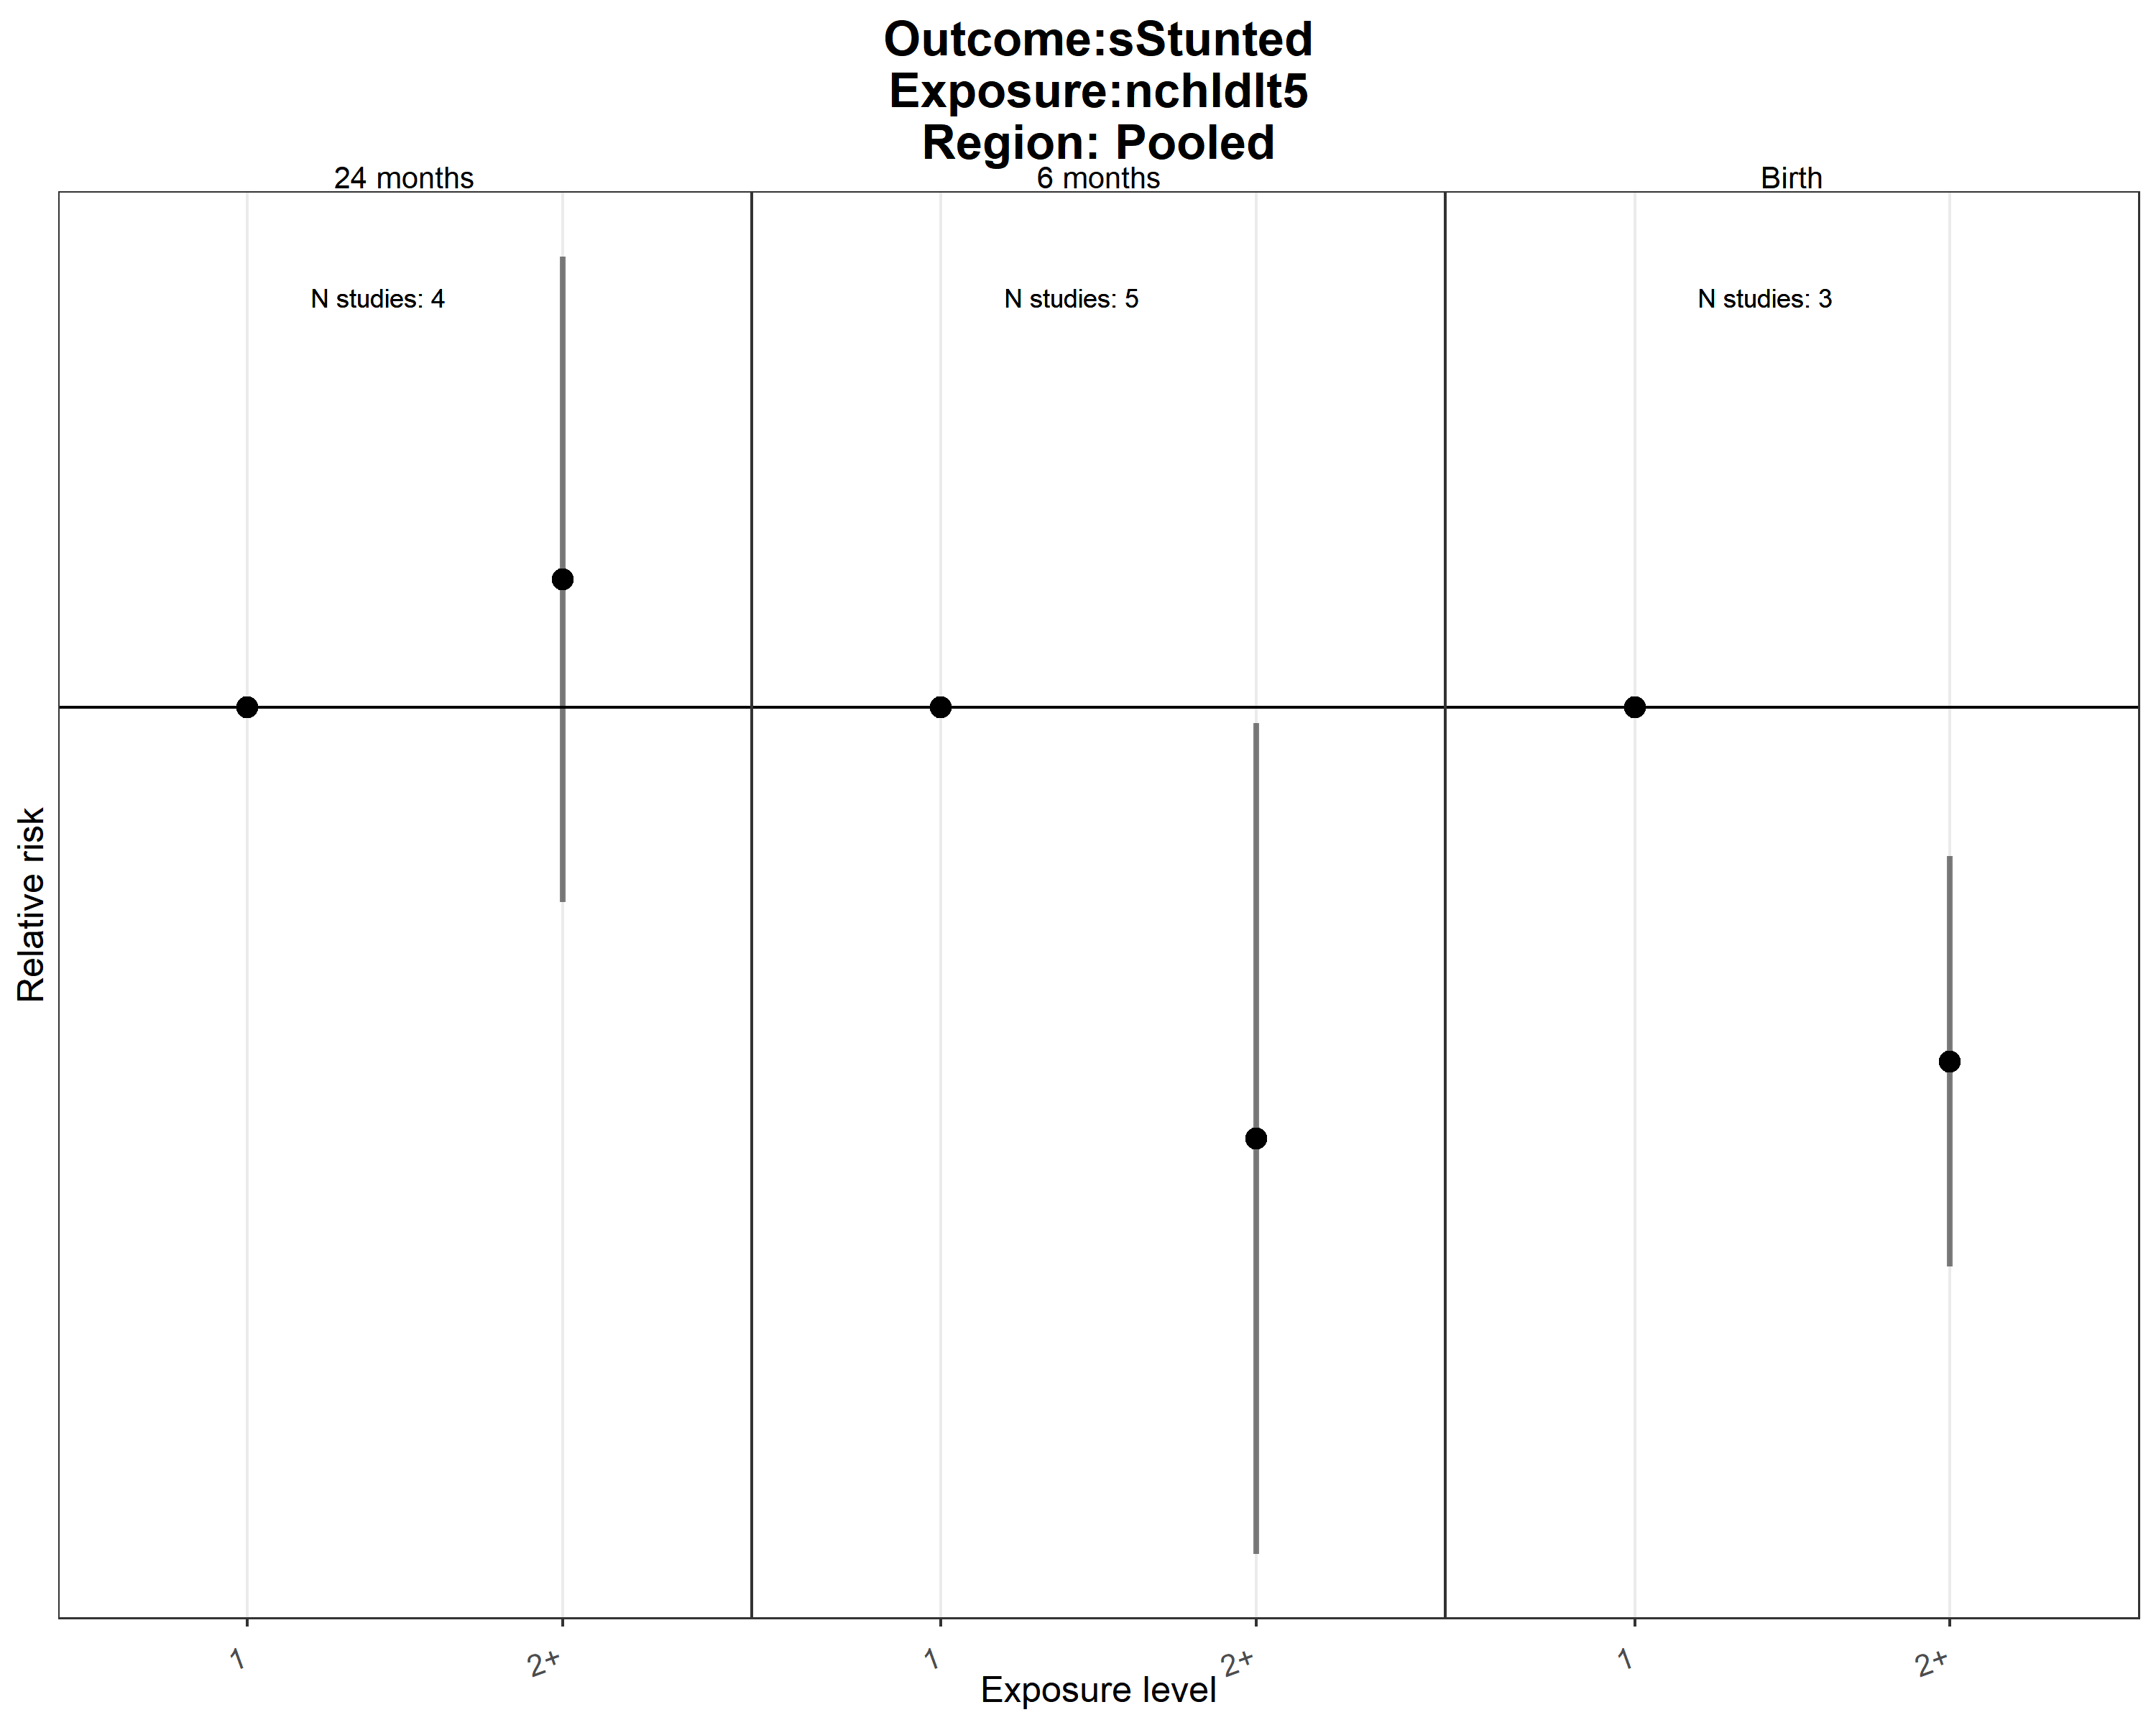 Outcome:sStunted
Exposure:nchldlt5
Region: Pooled
24 months
6 months
Birth
N studies: 4
N studies: 5
N studies: 3
Relative risk
1
2+
1
2+
1
2+
Exposure level